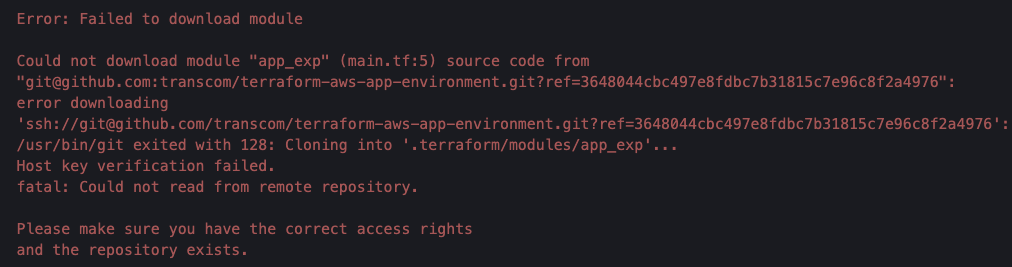 Error: Failed to download module
Could not download module "app_exp" (main.tf:5) source code from
"git@github.com:transcom/terraform-aws-app-environment.git?ref=3648044cbc497e8fdbc7b31815c7e96c8f2a4976":
error downloading
'ssh://git@github.com/transcom/terraform-aws-app-environment.git?ref=3648044cbc497e8fdbc7b31815c7e96c8f2a4976':
/usr/bin/git exited with 128: Cloning into '.terraform/modules/app_exp'...
Host key verification failed.
fatal: Could not read from remote repository.
Please make sure you have the correct access rights
and the repository exists.